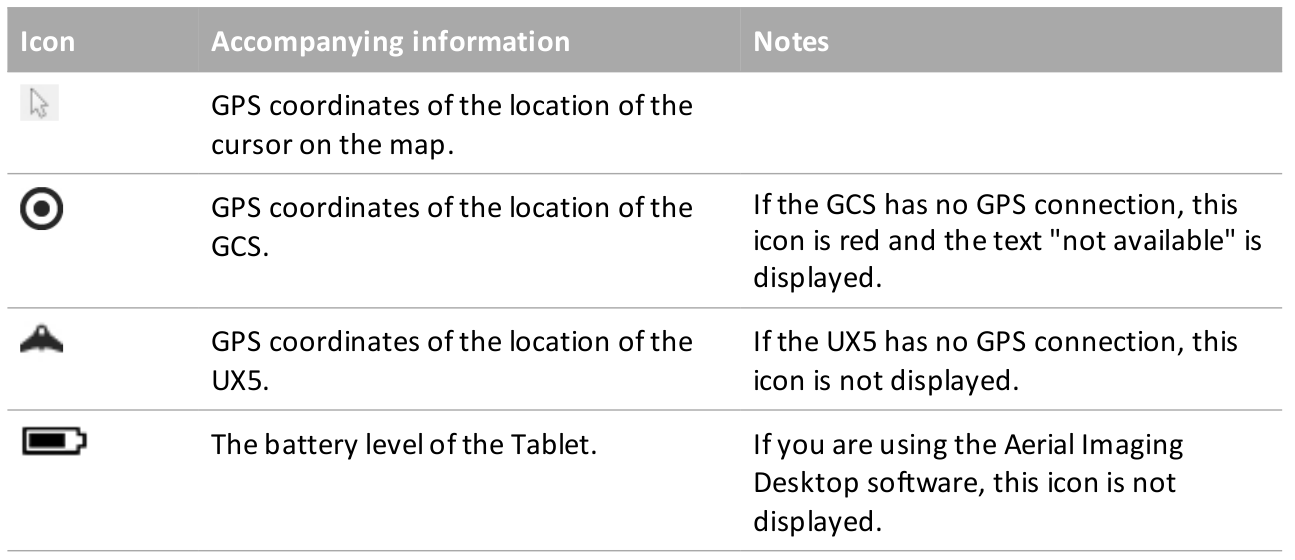 Icon Accompanying information Notes
GPS coordinates of the location of the
cursor on the map.
GPS coordinates of the location of the
GCS.
If the GCS has no GPS connection, this
icon is red and the text "not available" is
displayed.
GPS coordinates of the location of the
UX5.
If the UX5 has no GPS connection, this
icon is not displayed.
The battery level of the Tablet.
If you are using the Aerial Imaging
Desktop software, this icon is not
displayed.